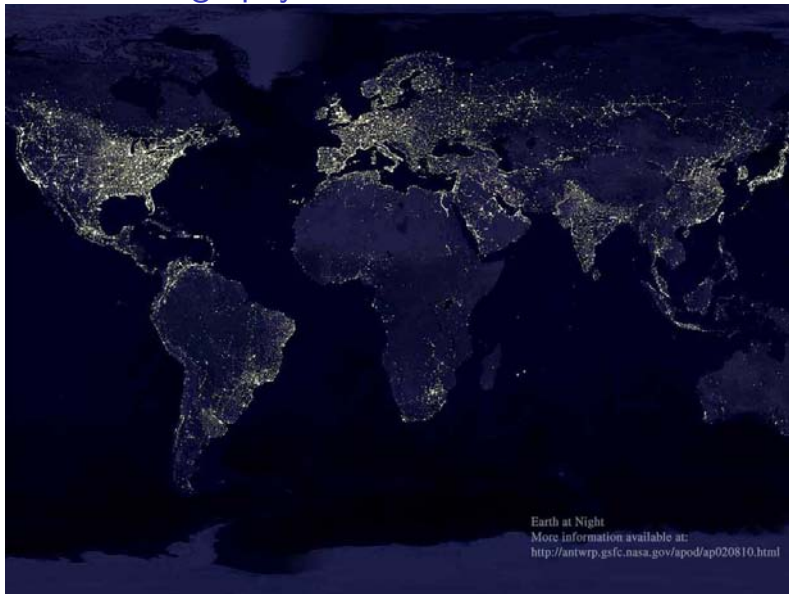 Earth at Night
More information available at:
http://antwrp.gsfc.nasa.gov/apod/ap020810.html